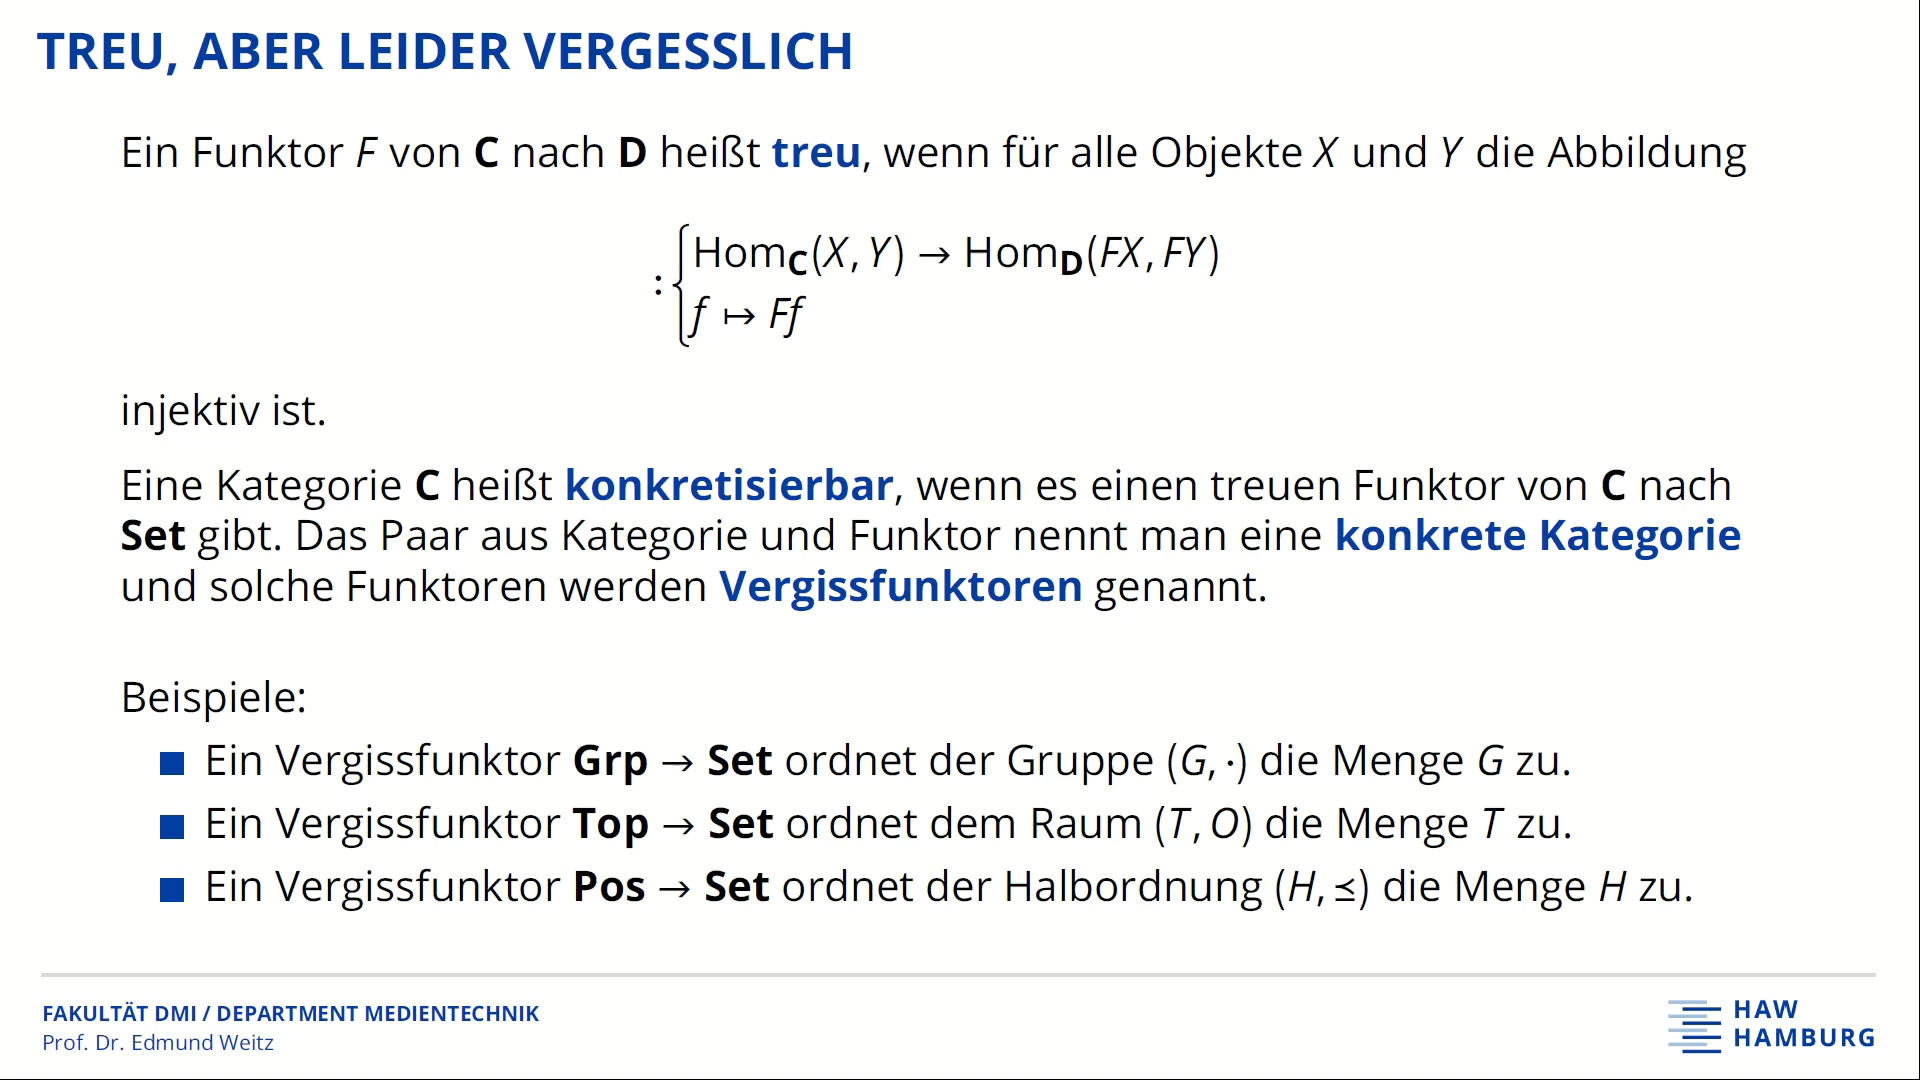 TREU, ABER LEIDER VERGESSLICH
Ein Funktor F von C nach D heißt treu, wenn für alle Objekte X und Y die Abbildung
: { Hom_C(X, Y) → Hom_D(FX, FY)
f ↦ Ff
injektiv ist.
Eine Kategorie C heißt konkretisierbar, wenn es einen treuen Funktor von C nach
Set gibt. Das Paar aus Kategorie und Funktor nennt man eine konkrete Kategorie
und solche Funktoren werden Vergissfunktoren genannt.
Beispiele:
■ Ein Vergissfunktor Grp → Set ordnet der Gruppe (G, ·) die Menge G zu.
■ Ein Vergissfunktor Top → Set ordnet dem Raum (T, O) die Menge T zu.
■ Ein Vergissfunktor Pos → Set ordnet der Halbordnung (H, ⪯) die Menge H zu.
FAKULTÄT DMI / DEPARTMENT MEDIENTECHNIK
Prof. Dr. Edmund Weitz
HAW
HAMBURG